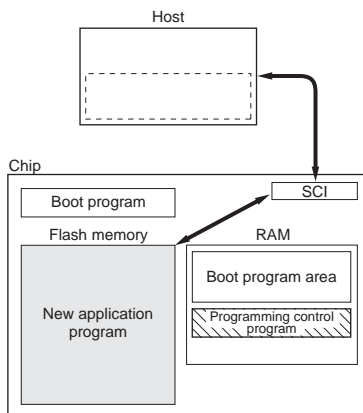 Host
Chip
SCI
Boot program
Flash memory
RAM
Boot program area
New application
program
Programming control
program